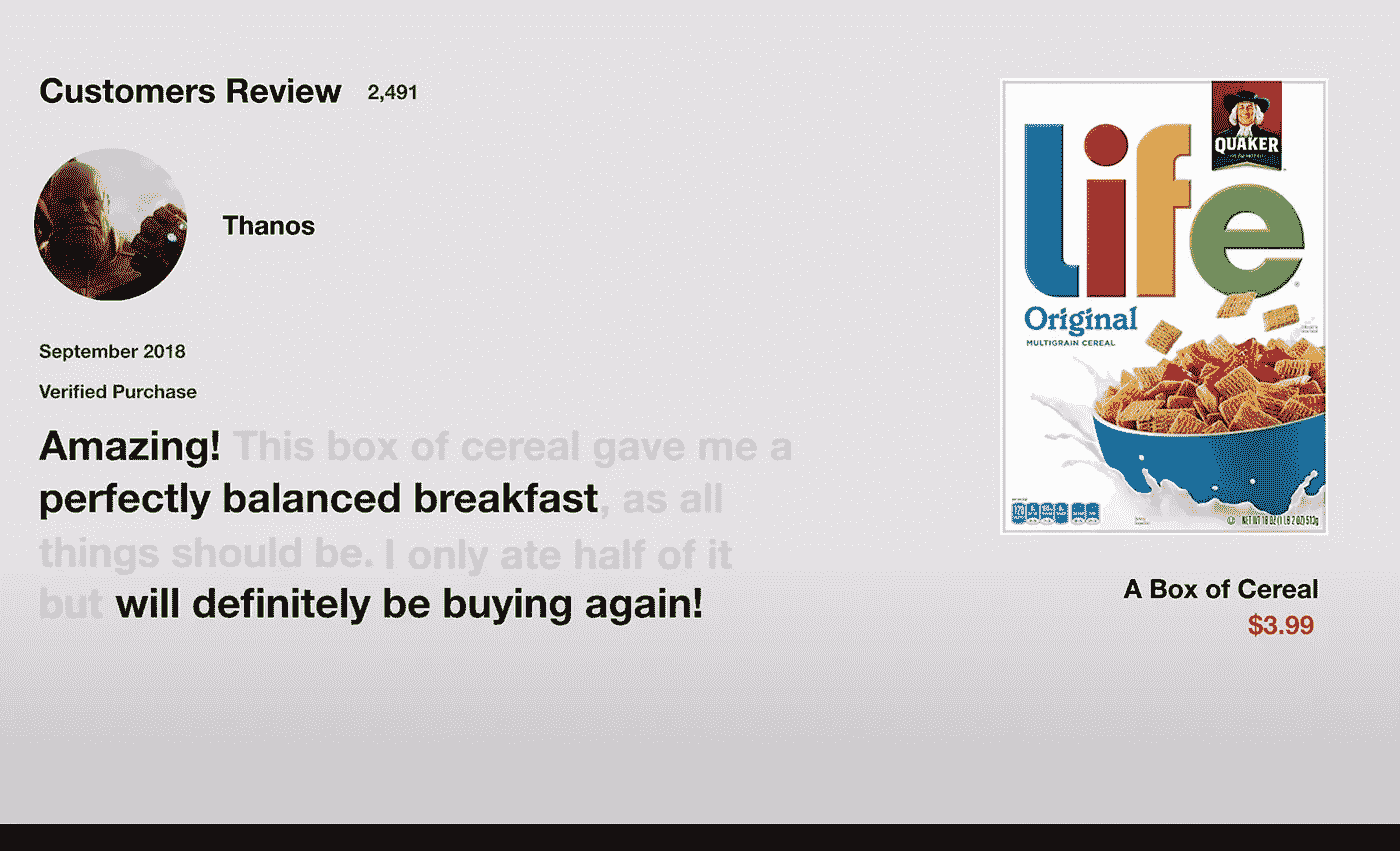 Customers Review 2,491
Thanos
September 2018
Verified Purchase
Amazing! This box of cereal gave me a
perfectly balanced breakfast, as all
things should be. I only ate half of it
but will definitely be buying again!
QUAKER
life
Original
MULTIGRAIN CEREAL
NET WT 18 OZ (1 LB 2 OZ) 513g
A Box of Cereal
$3.99